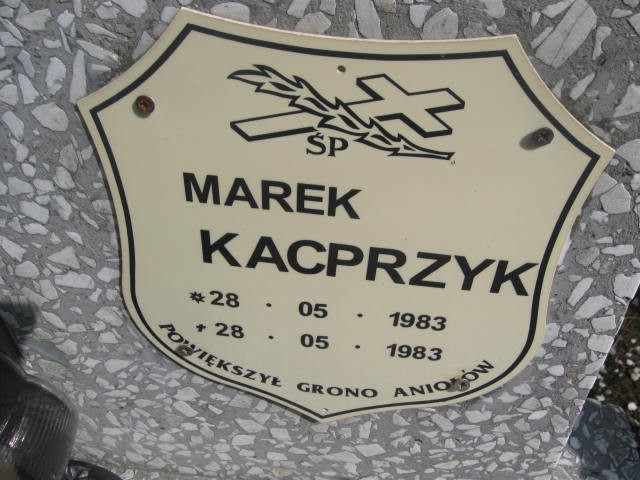 ŚP
MAREK
KACPRZYK
* 28 . 05 . 1983
+ 28 . 05 . 1983
POWIĘKSZYŁ GRONO ANIOŁÓW